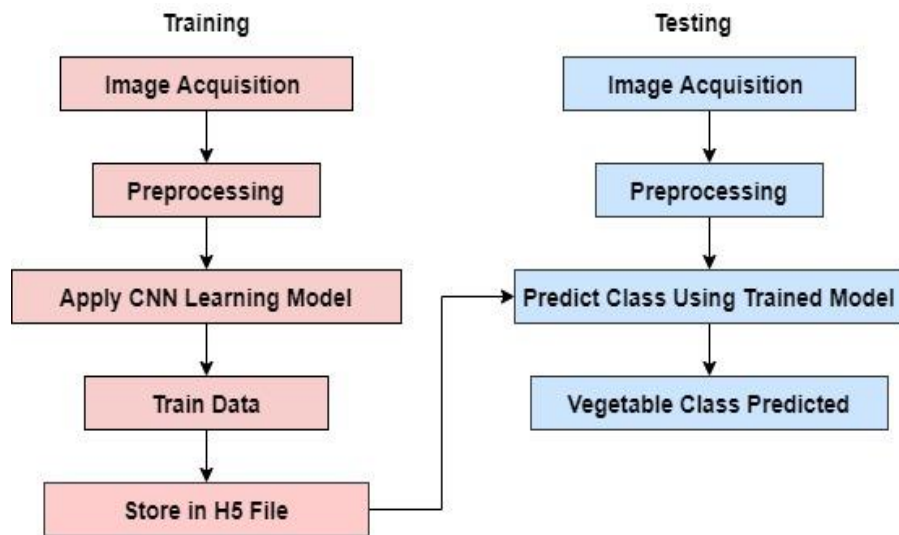 Training
Image Acquisition
Preprocessing
Apply CNN Learning Model
Train Data
Store in H5 File
Testing
Image Acquisition
Preprocessing
Predict Class Using Trained Model
Vegetable Class Predicted